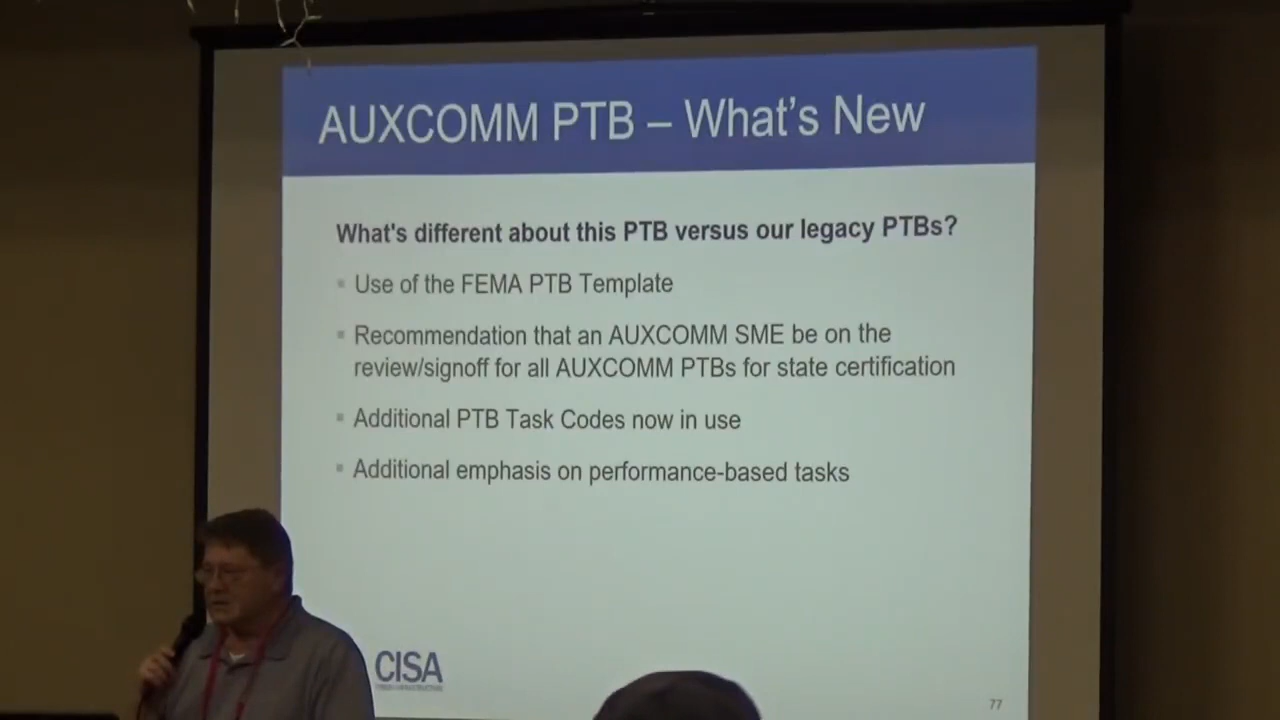 AUXCOMM PTB – What's New
What's different about this PTB versus our legacy PTBs?
Use of the FEMA PTB Template
Recommendation that an AUXCOMM SME be on the
review/signoff for all AUXCOMM PTBs for state certification
Additional PTB Task Codes now in use
Additional emphasis on performance-based tasks
CISA
77